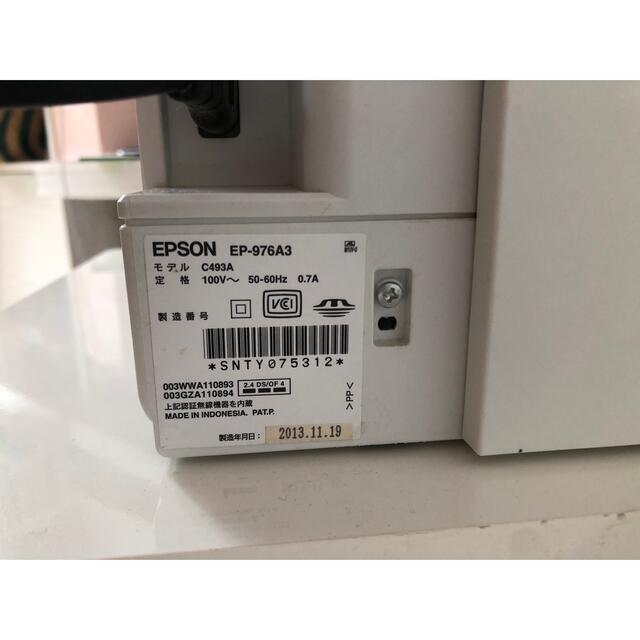 EPSON EP-976A3
モデル C493A
定格 100V～ 50-60Hz 0.7A
VCCI
製造番号
*SNTY075312*
003WWA110893
003GZA110894
2.4 DS/OF 4
上記認証無線機器を内蔵
MADE IN INDONESIA. PAT.P.
>PP<
製造年月日： 2013.11.19